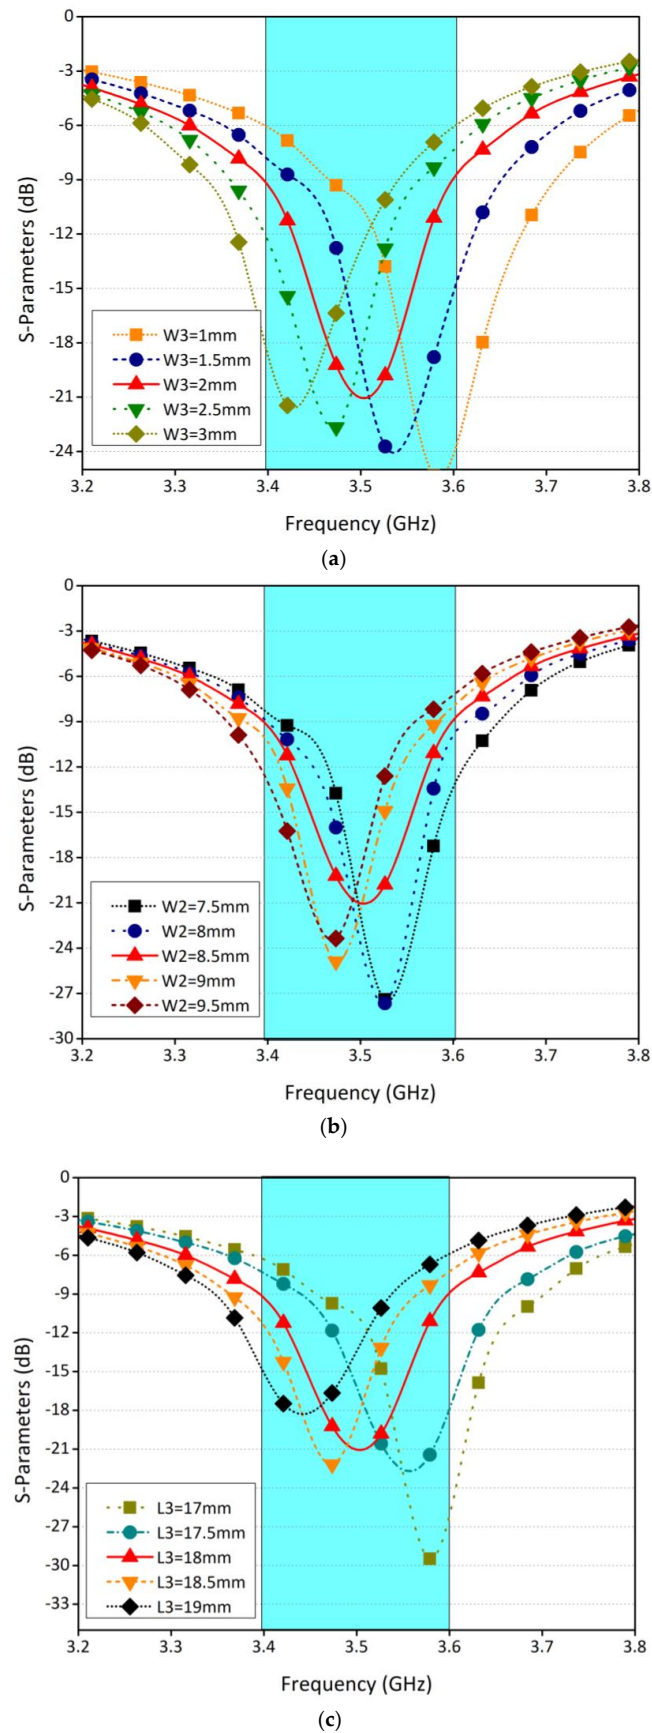 0
-3
-6
-9
-12
-15
-18
-21
-24
S-Parameters (dB)
W3=1mm
W3=1.5mm
W3=2mm
W3=2.5mm
W3=3mm
3.2 3.3 3.4 3.5 3.6 3.7 3.8
Frequency (GHz)
(a)
0
-3
-6
-9
-12
-15
-18
-21
-24
-27
-30
S-Parameters (dB)
W2=7.5mm
W2=8mm
W2=8.5mm
W2=9mm
W2=9.5mm
3.2 3.3 3.4 3.5 3.6 3.7 3.8
Frequency (GHz)
(b)
0
-3
-6
-9
-12
-15
-18
-21
-24
-27
-30
-33
S-Parameters (dB)
L3=17mm
L3=17.5mm
L3=18mm
L3=18.5mm
L3=19mm
3.2 3.3 3.4 3.5 3.6 3.7 3.8
Frequency (GHz)
(c)